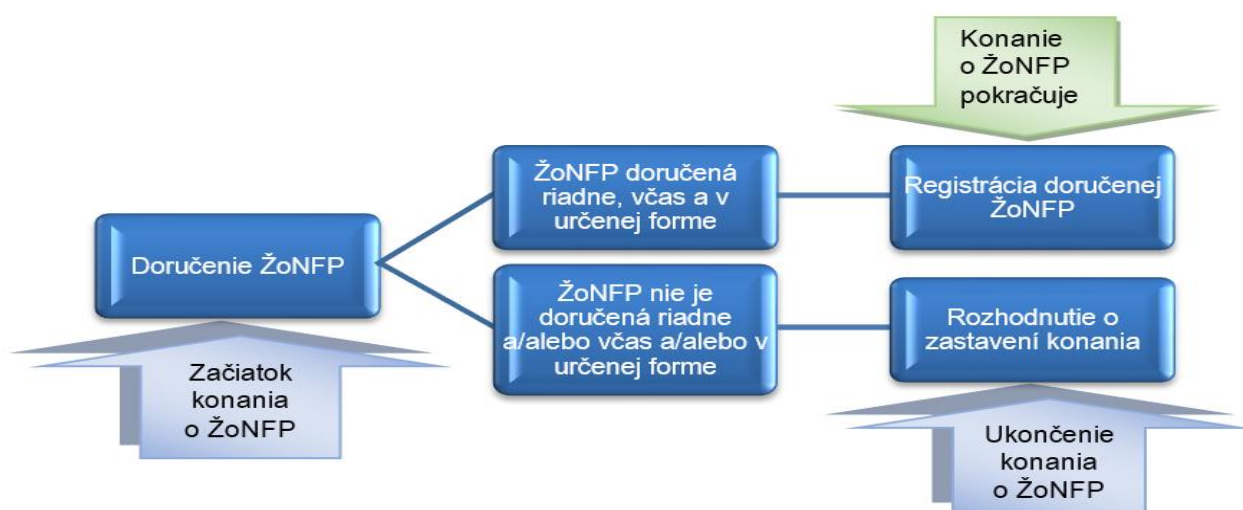 Konanie
o ŽoNFP
pokračuje
ŽoNFP doručená
riadne, včas a v
určenej forme
Registrácia doručenej
ŽoNFP
Doručenie ŽoNFP
ŽoNFP nie je
doručená riadne
a/alebo včas a/alebo v
určenej forme
Rozhodnutie o
zastavení konania
Začiatok
konania
o ŽoNFP
Ukončenie
konania
o ŽoNFP